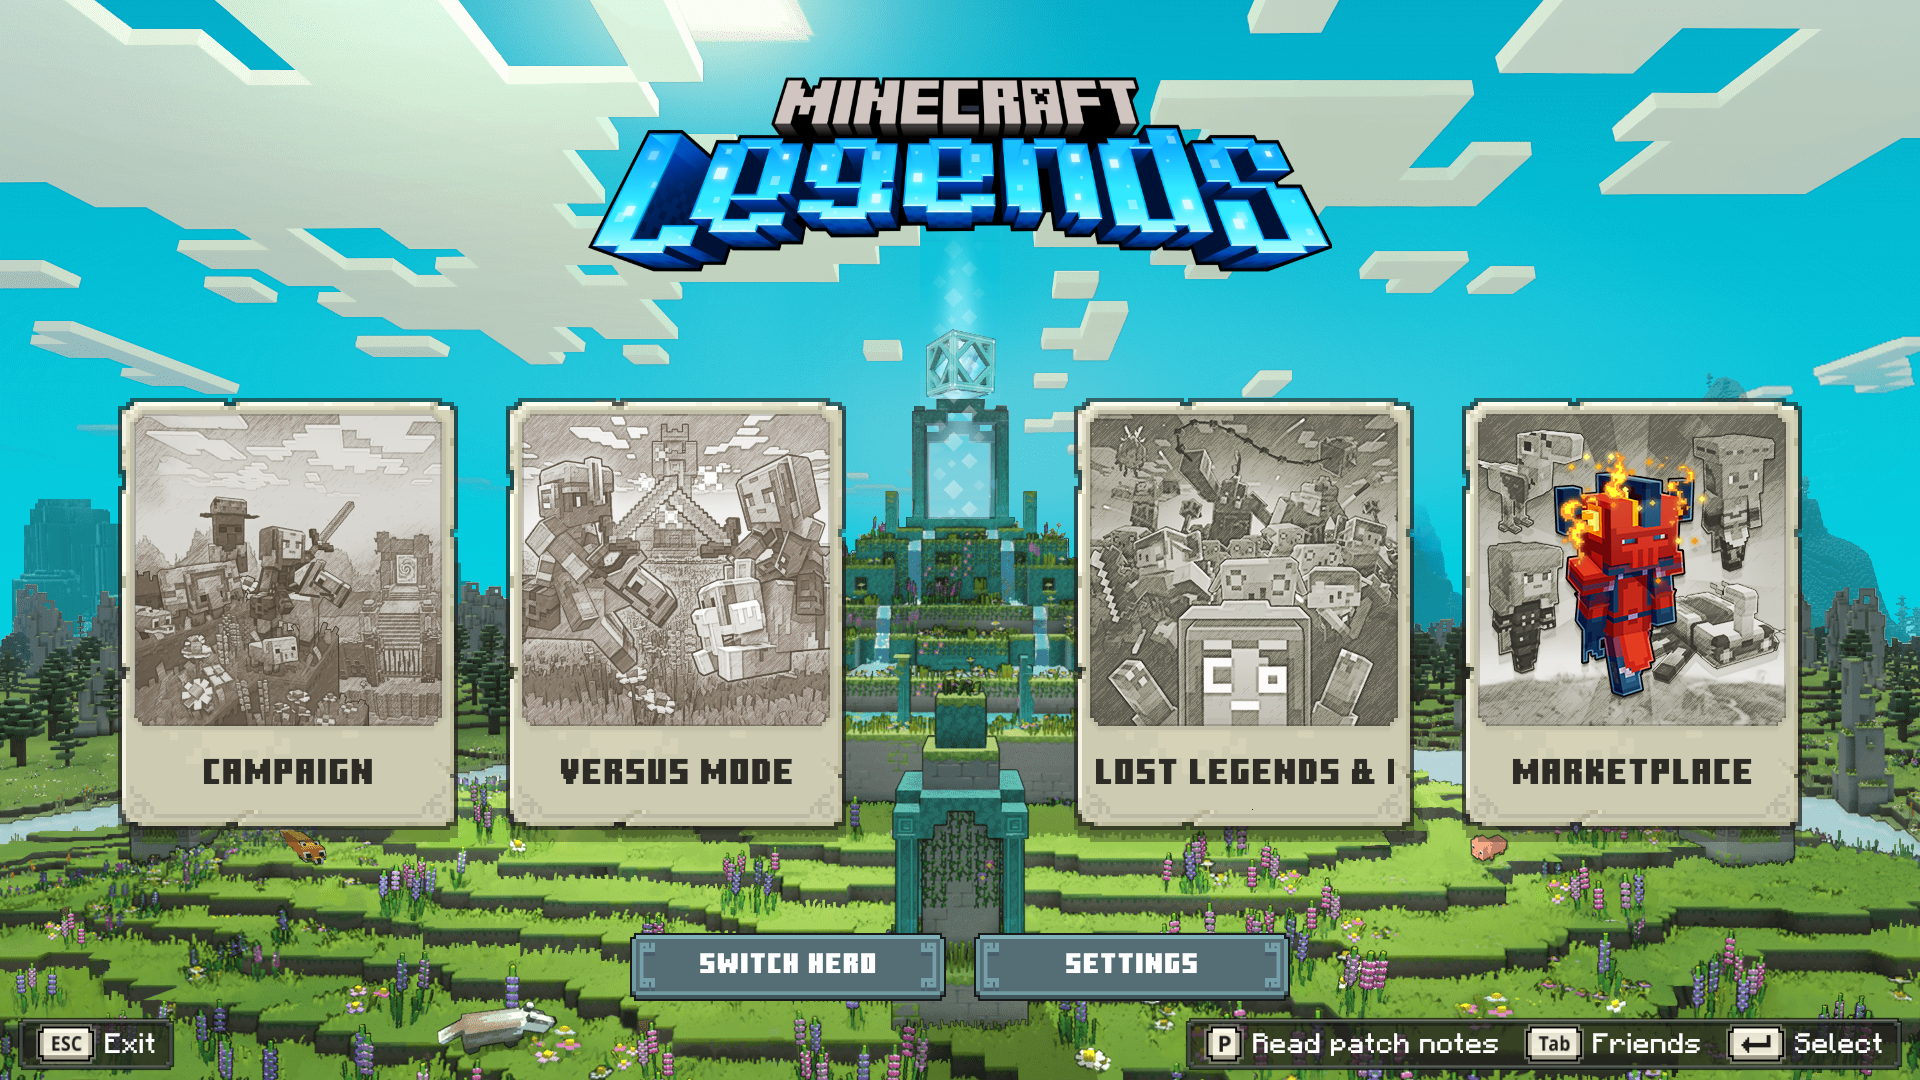 MINECRAFT
Legends
CAMPAIGN
VERSUS MODE
LOST LEGENDS &
MARKETPLACE
SWITCH HERO
SETTINGS
ESC Exit
P Read patch notes Tab Friends Select